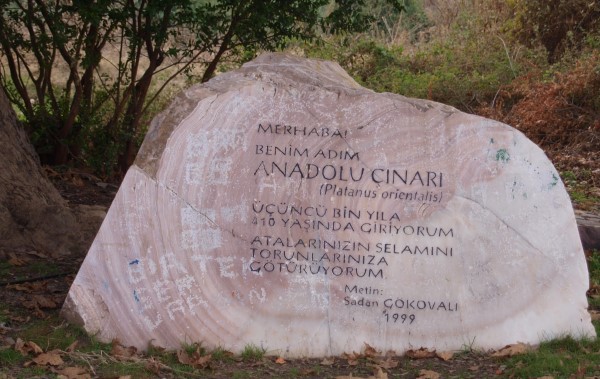 MERHABA!
BENİM ADIM
ANADOLU ÇINARI
(Platanus orientalis)
ÜÇÜNCÜ BİN YILA
410 YAŞINDA GİRİYORUM
ATALARINIZIN SELAMINI
TORUNLARINIZA
GÖTÜRÜYORUM
Metin:
Şadan GÖKOVALI
1999